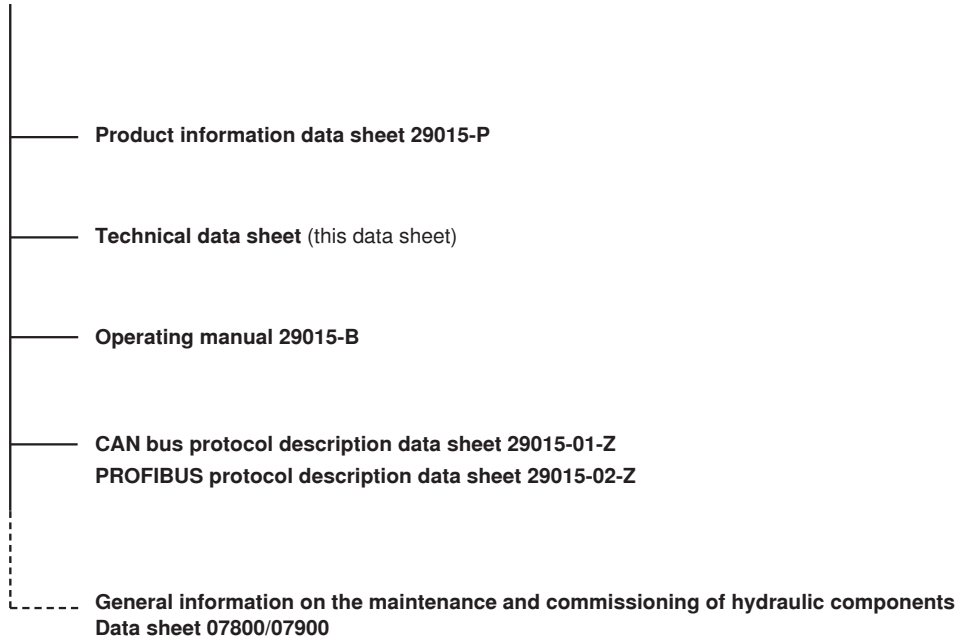 Product information data sheet 29015-P
Technical data sheet (this data sheet)
Operating manual 29015-B
CAN bus protocol description data sheet 29015-01-Z
PROFIBUS protocol description data sheet 29015-02-Z
General information on the maintenance and commissioning of hydraulic components
Data sheet 07800/07900